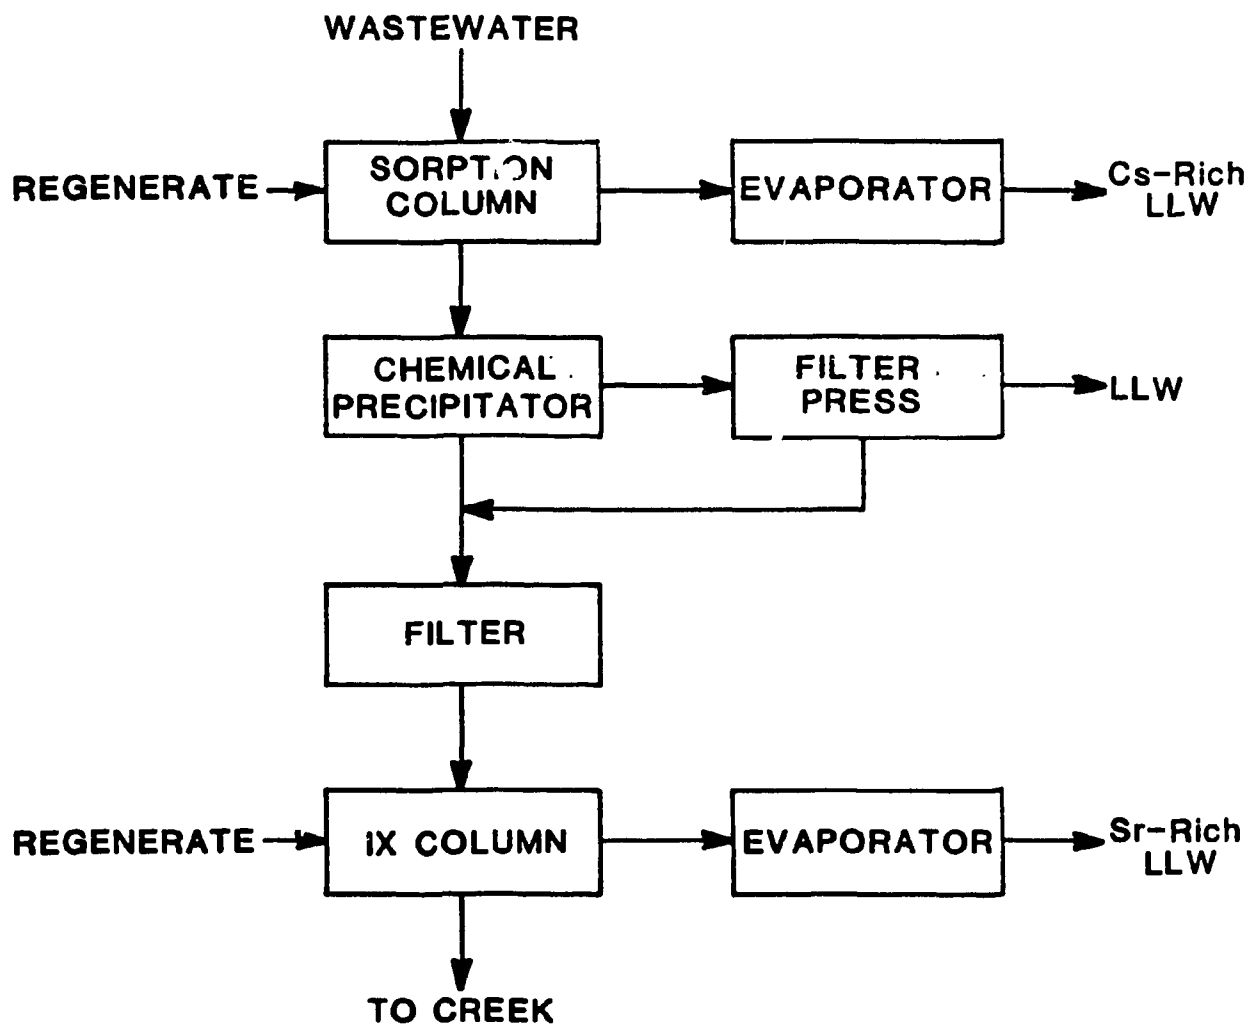 WASTEWATER
REGENERATE
SORPTION
COLUMN
EVAPORATOR
Cs-Rich
LLW
CHEMICAL
PRECIPITATOR
FILTER
PRESS
LLW
FILTER
REGENERATE
IX COLUMN
EVAPORATOR
Sr-Rich
LLW
TO CREEK